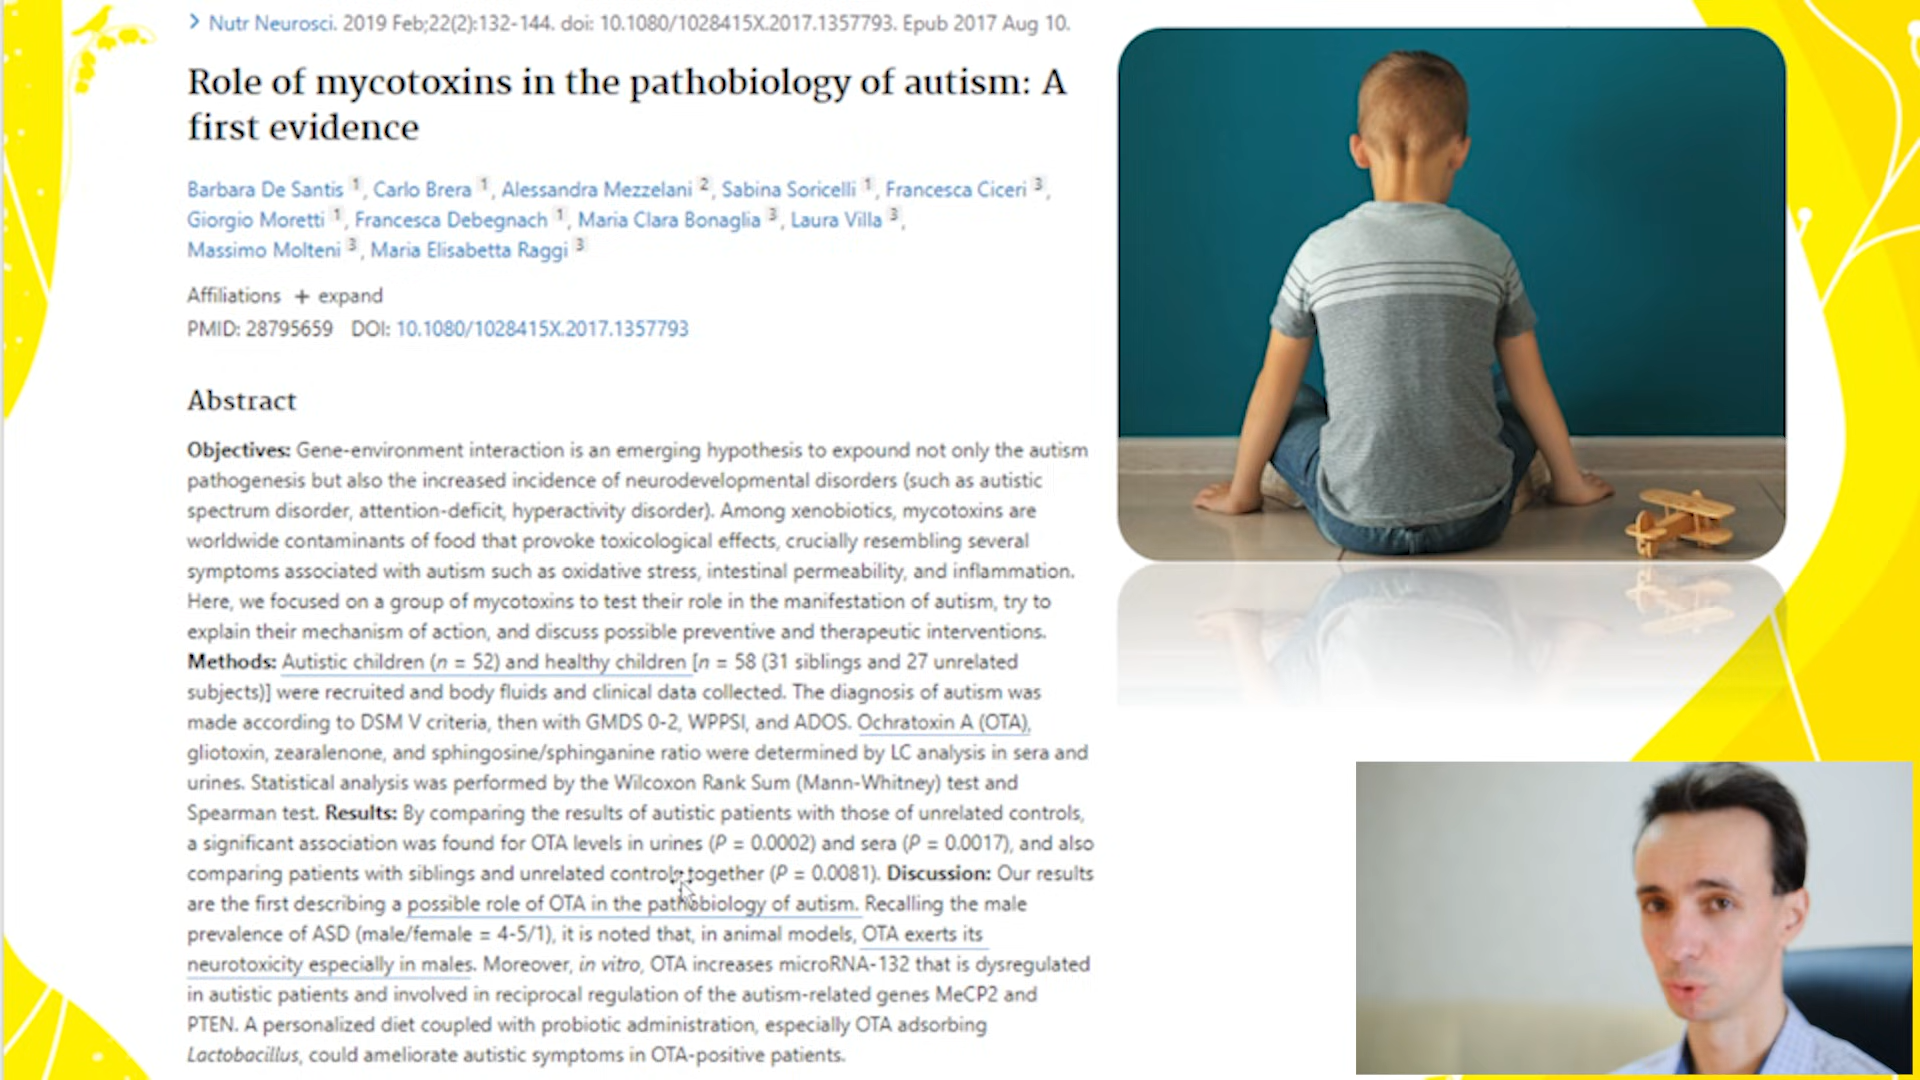 Nutr Neurosci. 2019 Feb;22(2):132-144. doi: 10.1080/1028415X.2017.1357793. Epub 2017 Aug 10.
Role of mycotoxins in the pathobiology of autism: A
first evidence
Barbara De Santis 1, Carlo Brera 1, Alessandra Mezzelani 2, Sabina Soricelli 1, Francesca Ciceri 3,
Giorgio Moretti 1, Francesca Debegnach 1, Maria Clara Bonaglia 3, Laura Villa 3,
Massimo Molteni 3, Maria Elisabetta Raggi 3
Affiliations + expand
PMID: 28795659 DOI: 10.1080/1028415X.2017.1357793
Abstract
Objectives: Gene-environment interaction is an emerging hypothesis to expound not only the autism
pathogenesis but also the increased incidence of neurodevelopmental disorders (such as autistic
spectrum disorder, attention-deficit, hyperactivity disorder). Among xenobiotics, mycotoxins are
worldwide contaminants of food that provoke toxicological effects, crucially resembling several
symptoms associated with autism such as oxidative stress, intestinal permeability, and inflammation.
Here, we focused on a group of mycotoxins to test their role in the manifestation of autism, try to
explain their mechanism of action, and discuss possible preventive and therapeutic interventions.
Methods: Autistic children (n = 52) and healthy children [n = 58 (31 siblings and 27 unrelated
subjects)] were recruited and body fluids and clinical data collected. The diagnosis of autism was
made according to DSM V criteria, then with GMDS 0-2, WPPSI, and ADOS. Ochratoxin A (OTA),
gliotoxin, zearalenone, and sphingosine/sphinganine ratio were determined by LC analysis in sera and
urines. Statistical analysis was performed by the Wilcoxon Rank Sum (Mann-Whitney) test and
Spearman test. Results: By comparing the results of autistic patients with those of unrelated controls,
a significant association was found for OTA levels in urines (P = 0.0002) and sera (P = 0.0017), and also
comparing patients with siblings and unrelated controls together (P = 0.0081). Discussion: Our results
are the first describing a possible role of OTA in the pathobiology of autism. Recalling the male
prevalence of ASD (male/female = 4-5/1), it is noted that, in animal models, OTA exerts its
neurotoxicity especially in males. Moreover, in vitro, OTA increases microRNA-132 that is dysregulated
in autistic patients and involved in reciprocal regulation of the autism-related genes MeCP2 and
PTEN. A personalized diet coupled with probiotic administration, especially OTA adsorbing
Lactobacillus, could ameliorate autistic symptoms in OTA-positive patients.